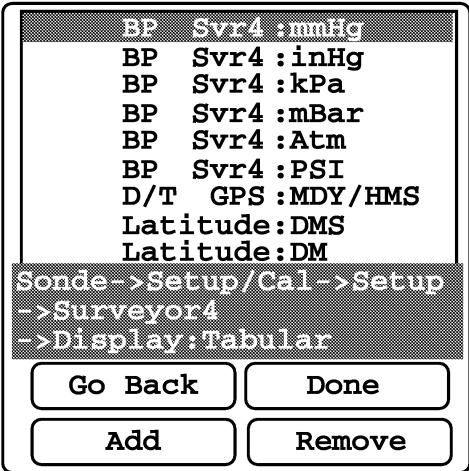 BP Svr4:mmHg
BP Svr4:inHg
BP Svr4:kPa
BP Svr4:mBar
BP Svr4:Atm
BP Svr4:PSI
D/T GPS:MDY/HMS
Latitude:DMS
Latitude:DM
Sonde->Setup/Cal->Setup
->Surveyor4
->Display:Tabular
Go Back Done
Add Remove